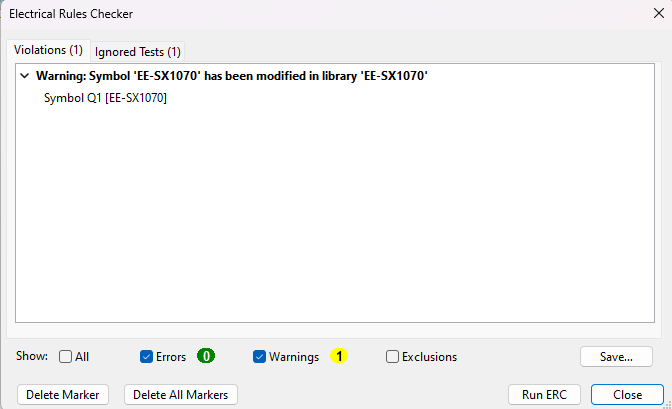 Electrical Rules Checker
Violations (1) Ignored Tests (1)
Warning: Symbol 'EE-SX1070' has been modified in library 'EE-SX1070'
Symbol Q1 [EE-SX1070]
Show: All Errors 0 Warnings 1 Exclusions Save...
Delete Marker Delete All Markers Run ERC Close